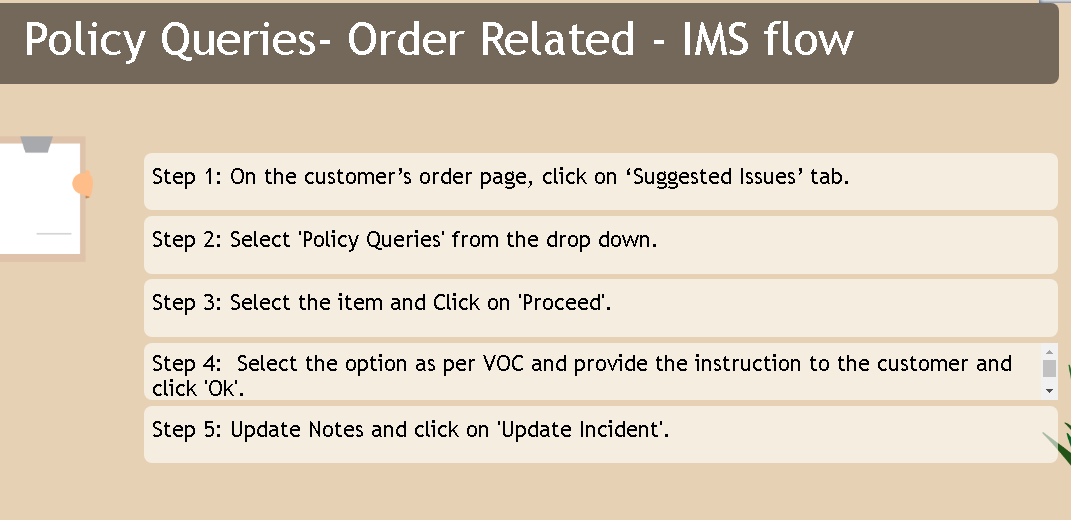 Policy Queries- Order Related - IMS flow
Step 1: On the customer’s order page, click on ‘Suggested Issues’ tab.
Step 2: Select 'Policy Queries' from the drop down.
Step 3: Select the item and Click on 'Proceed'.
Step 4:  Select the option as per VOC and provide the instruction to the customer and
click 'Ok'.
Step 5: Update Notes and click on 'Update Incident'.